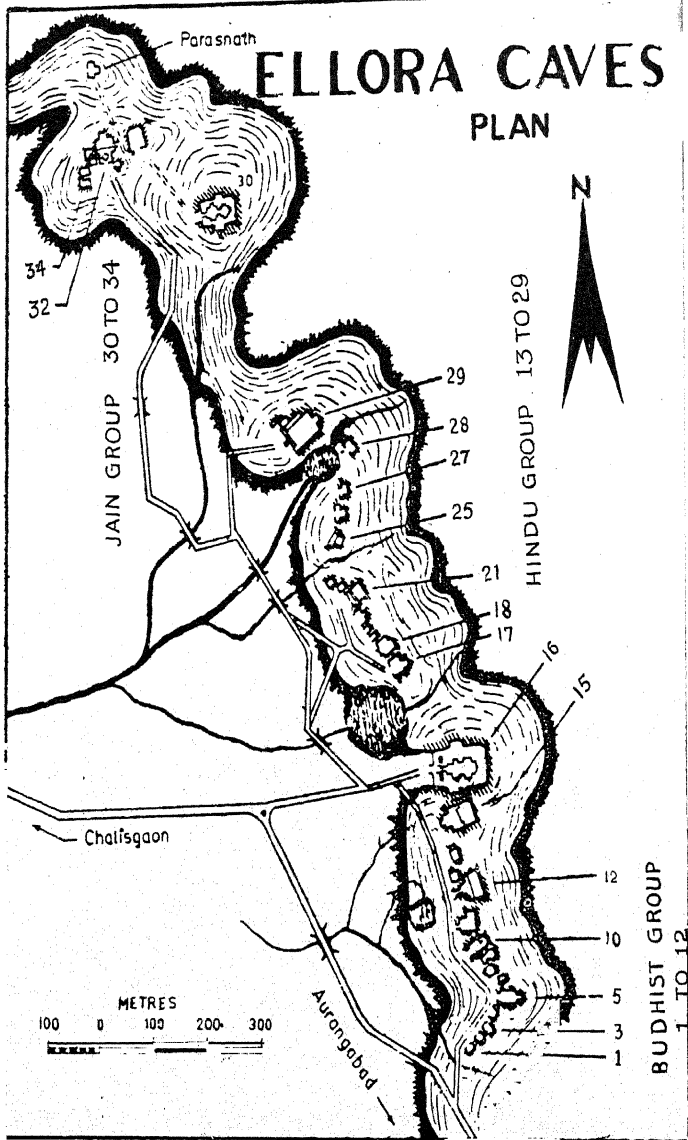 Parasnath
ELLORA CAVES
PLAN
N
30
34
32
JAIN GROUP 30 TO 34
HINDU GROUP 13 TO 29
29
28
27
25
21
18
17
16
15
Chalisgaon
12
10
5
3
1
BUDHIST GROUP
1 TO 12
METRES
100 0 100 200 300
Aurangabad